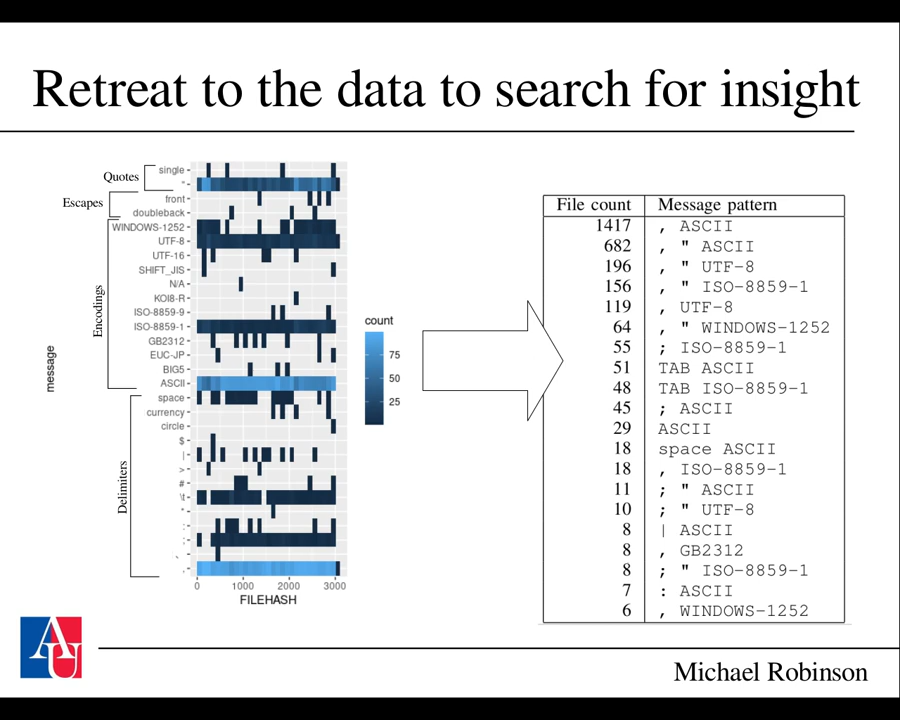 Retreat to the data to search for insight
Quotes
Escapes
Encodings
Delimiters
message
single
"
front
doubleback
WINDOWS-1252
UTF-8
UTF-16
SHIFT_JIS
N/A
KOI8-R
ISO-8859-9
ISO-8859-1
GB2312
EUC-JP
BIG5
ASCII
space
currency
circle
$
|
>
#
\t
:
;
,
0 1000 2000 3000
FILEHASH
count
75
50
25
File count Message pattern
1417 , ASCII
682 , " ASCII
196 , " UTF-8
156 , " ISO-8859-1
119 , UTF-8
64 , " WINDOWS-1252
55 ; ISO-8859-1
51 TAB ASCII
48 TAB ISO-8859-1
45 ; ASCII
29 ASCII
18 space ASCII
18 , ISO-8859-1
11 ; " ASCII
10 ; " UTF-8
8 | ASCII
8 , GB2312
8 ; " ISO-8859-1
7 : ASCII
6 , WINDOWS-1252
AU
Michael Robinson